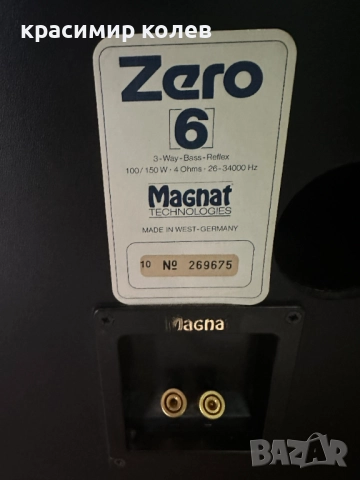 красимир колев
Zero
[6]
3-Way-Bass-Reflex
100/150 W - 4 Ohms - 26-34000 Hz
Magnat
TECHNOLOGIES
MADE IN WEST-GERMANY
10 Nº 269675
Magna
BAZAR